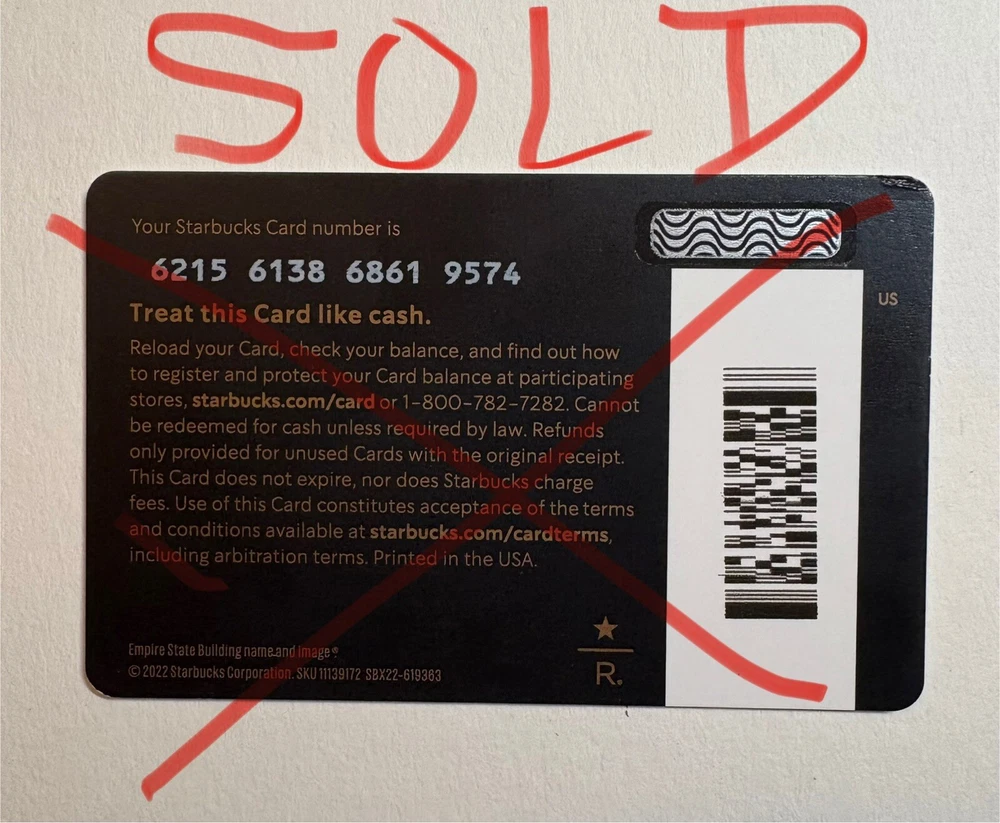 SOLD
Your Starbucks Card number is
6215 6138 6861 9574
Treat this Card like cash.
Reload your Card, check your balance, and find out how
to register and protect your Card balance at participating
stores, starbucks.com/card or 1-800-782-7282. Cannot
be redeemed for cash unless required by law. Refunds
only provided for unused Cards with the original receipt.
This Card does not expire, nor does Starbucks charge
fees. Use of this Card constitutes acceptance of the terms
and conditions available at starbucks.com/cardterms,
including arbitration terms. Printed in the USA.
US
Empire State Building name and image®
© 2022 Starbucks Corporation. SKU 11139172 SBX22-619363
R.